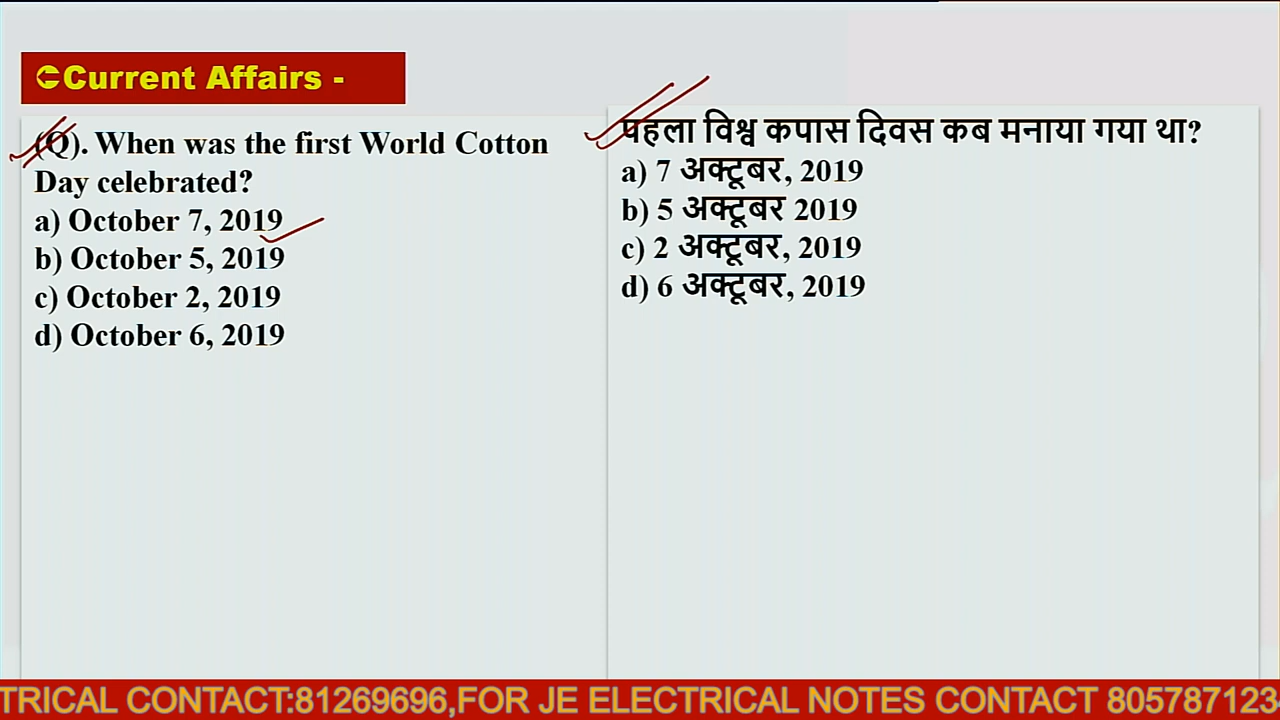 Current Affairs -
(Q). When was the first World Cotton
Day celebrated?
a) October 7, 2019
b) October 5, 2019
c) October 2, 2019
d) October 6, 2019
पहला विश्व कपास दिवस कब मनाया गया था?
a) 7 अक्टूबर, 2019
b) 5 अक्टूबर 2019
c) 2 अक्टूबर, 2019
d) 6 अक्टूबर, 2019
TRICAL CONTACT:81269696,FOR JE ELECTRICAL NOTES CONTACT 805787123